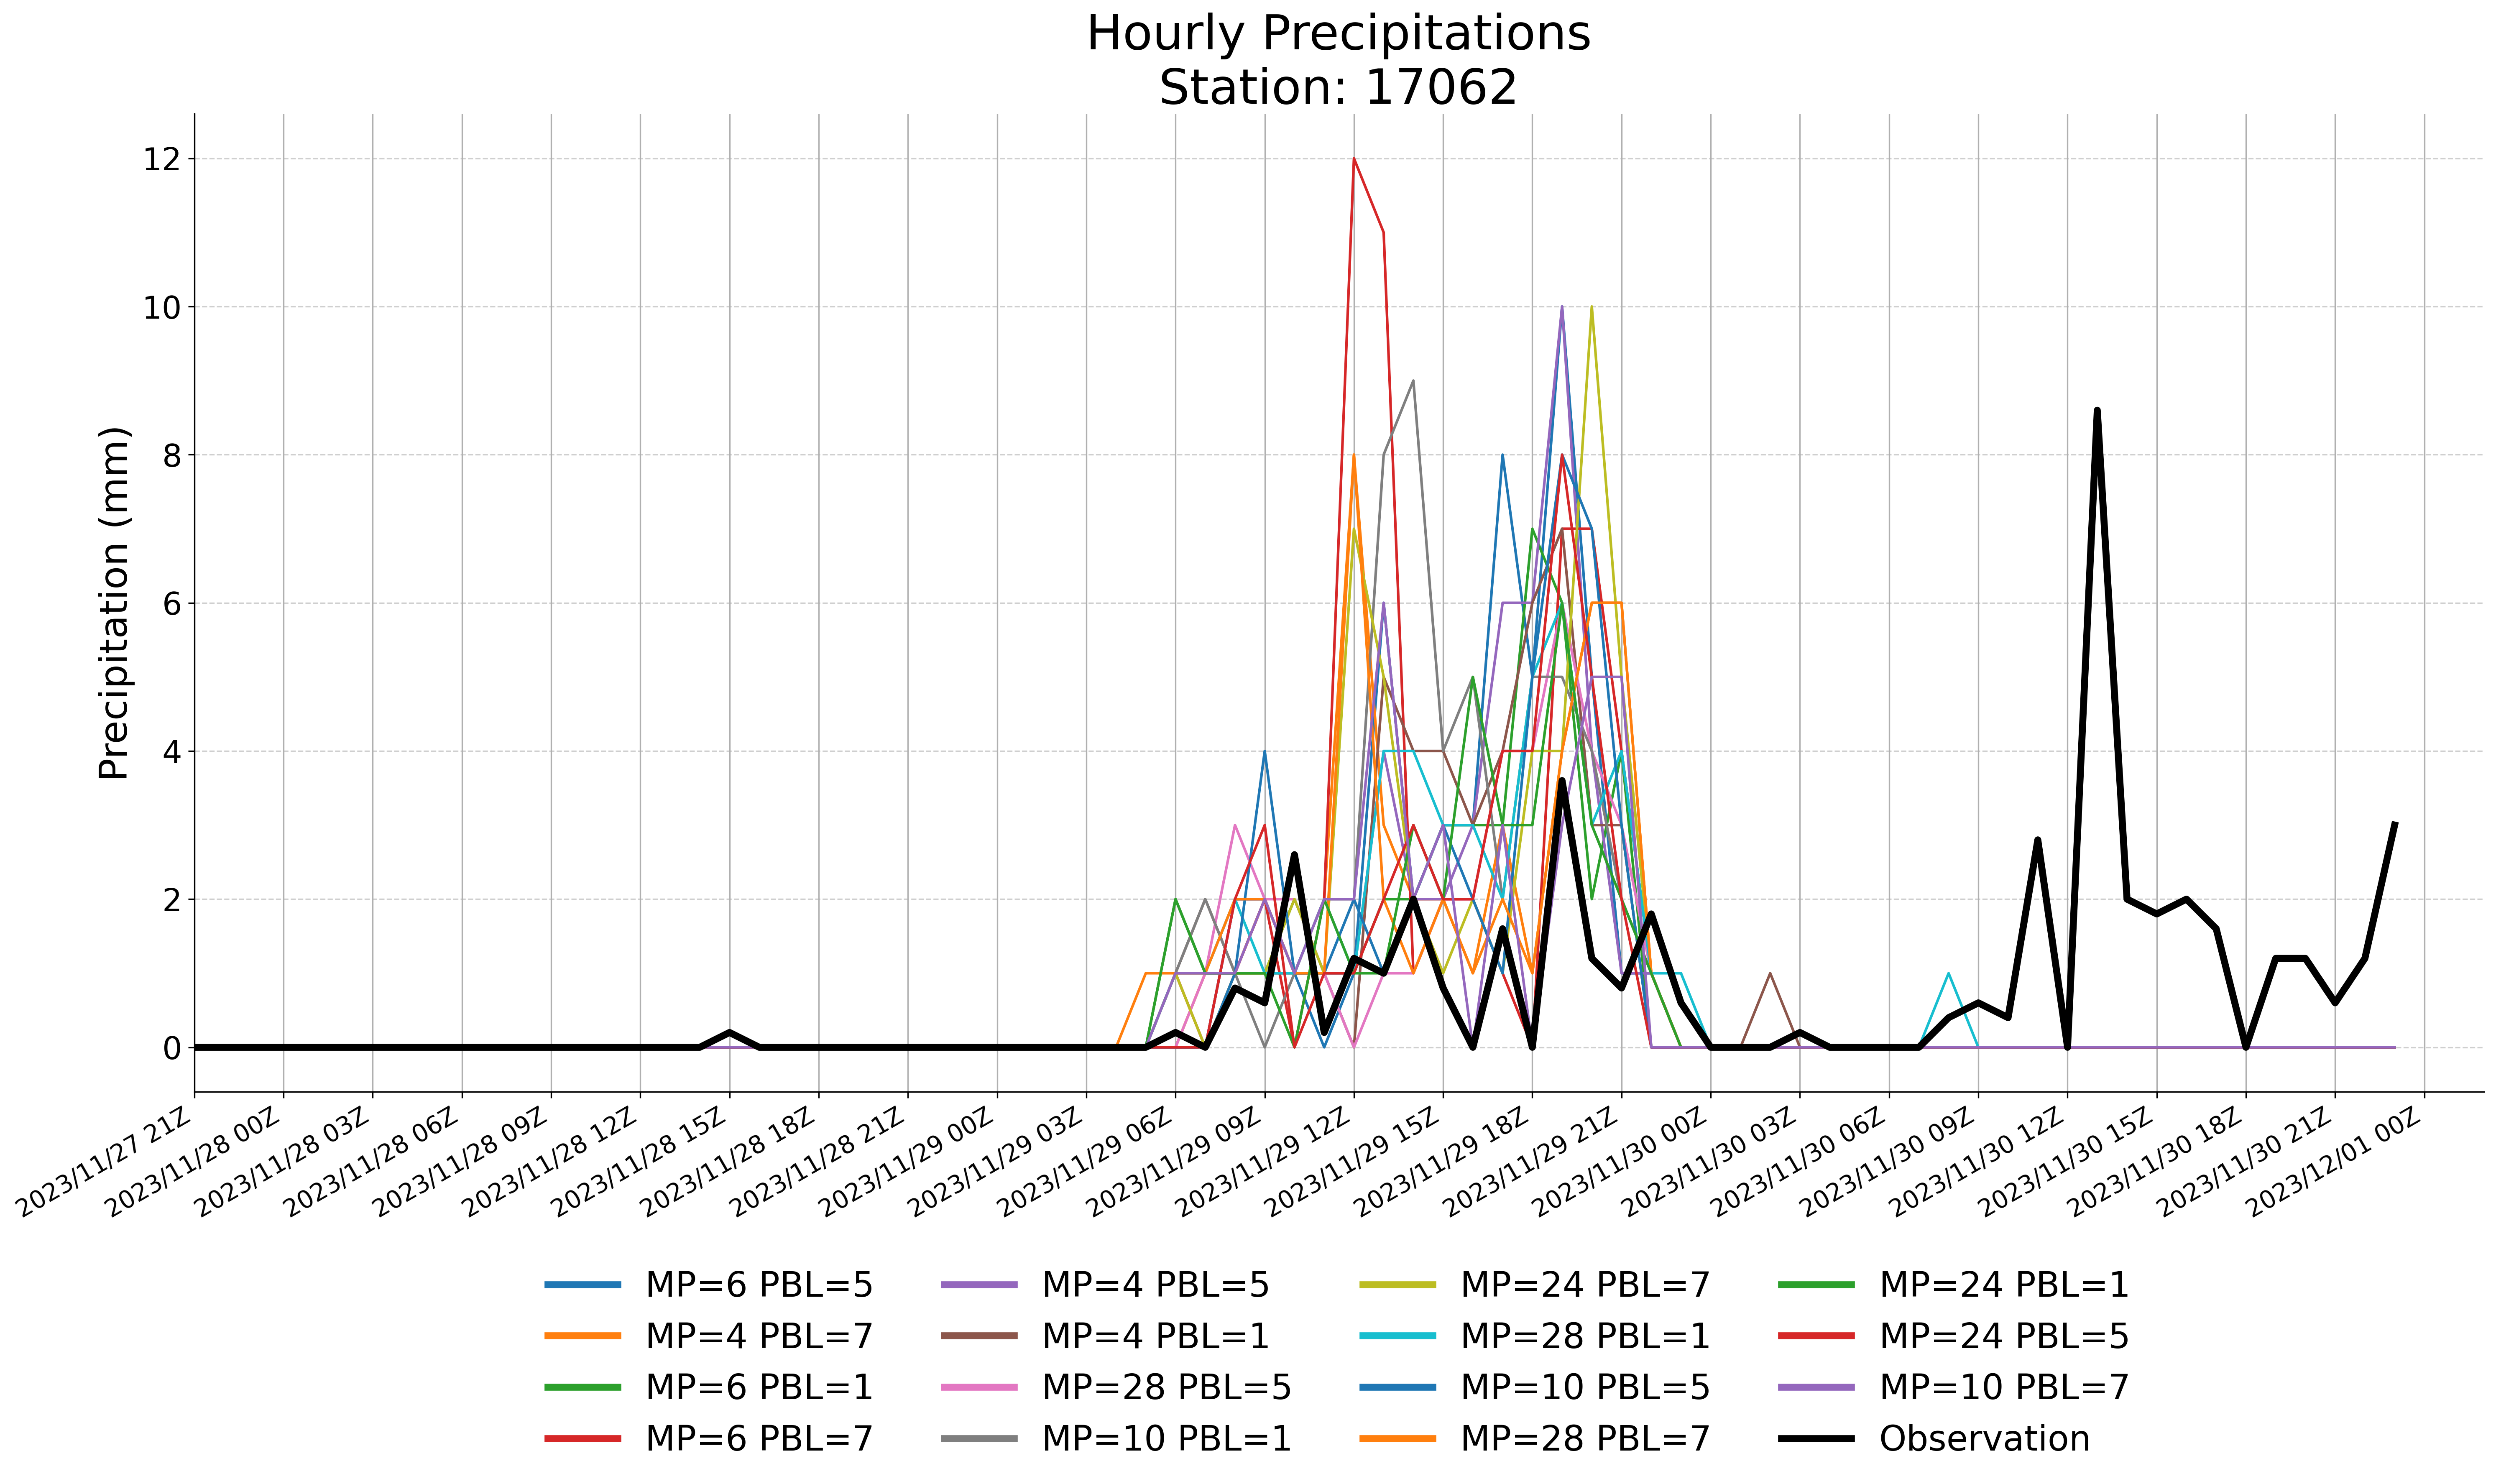 Hourly Precipitations
Station: 17062
Precipitation (mm)
12
10
8
6
4
2
0
2023/11/27 21Z
2023/11/28 00Z
2023/11/28 03Z
2023/11/28 06Z
2023/11/28 09Z
2023/11/28 12Z
2023/11/28 15Z
2023/11/28 18Z
2023/11/28 21Z
2023/11/29 00Z
2023/11/29 03Z
2023/11/29 06Z
2023/11/29 09Z
2023/11/29 12Z
2023/11/29 15Z
2023/11/29 18Z
2023/11/29 21Z
2023/11/30 00Z
2023/11/30 03Z
2023/11/30 06Z
2023/11/30 09Z
2023/11/30 12Z
2023/11/30 15Z
2023/11/30 18Z
2023/11/30 21Z
2023/12/01 00Z
MP=6 PBL=5
MP=4 PBL=7
MP=6 PBL=1
MP=6 PBL=7
MP=4 PBL=5
MP=4 PBL=1
MP=28 PBL=5
MP=10 PBL=1
MP=24 PBL=7
MP=28 PBL=1
MP=10 PBL=5
MP=28 PBL=7
MP=24 PBL=1
MP=24 PBL=5
MP=10 PBL=7
Observation